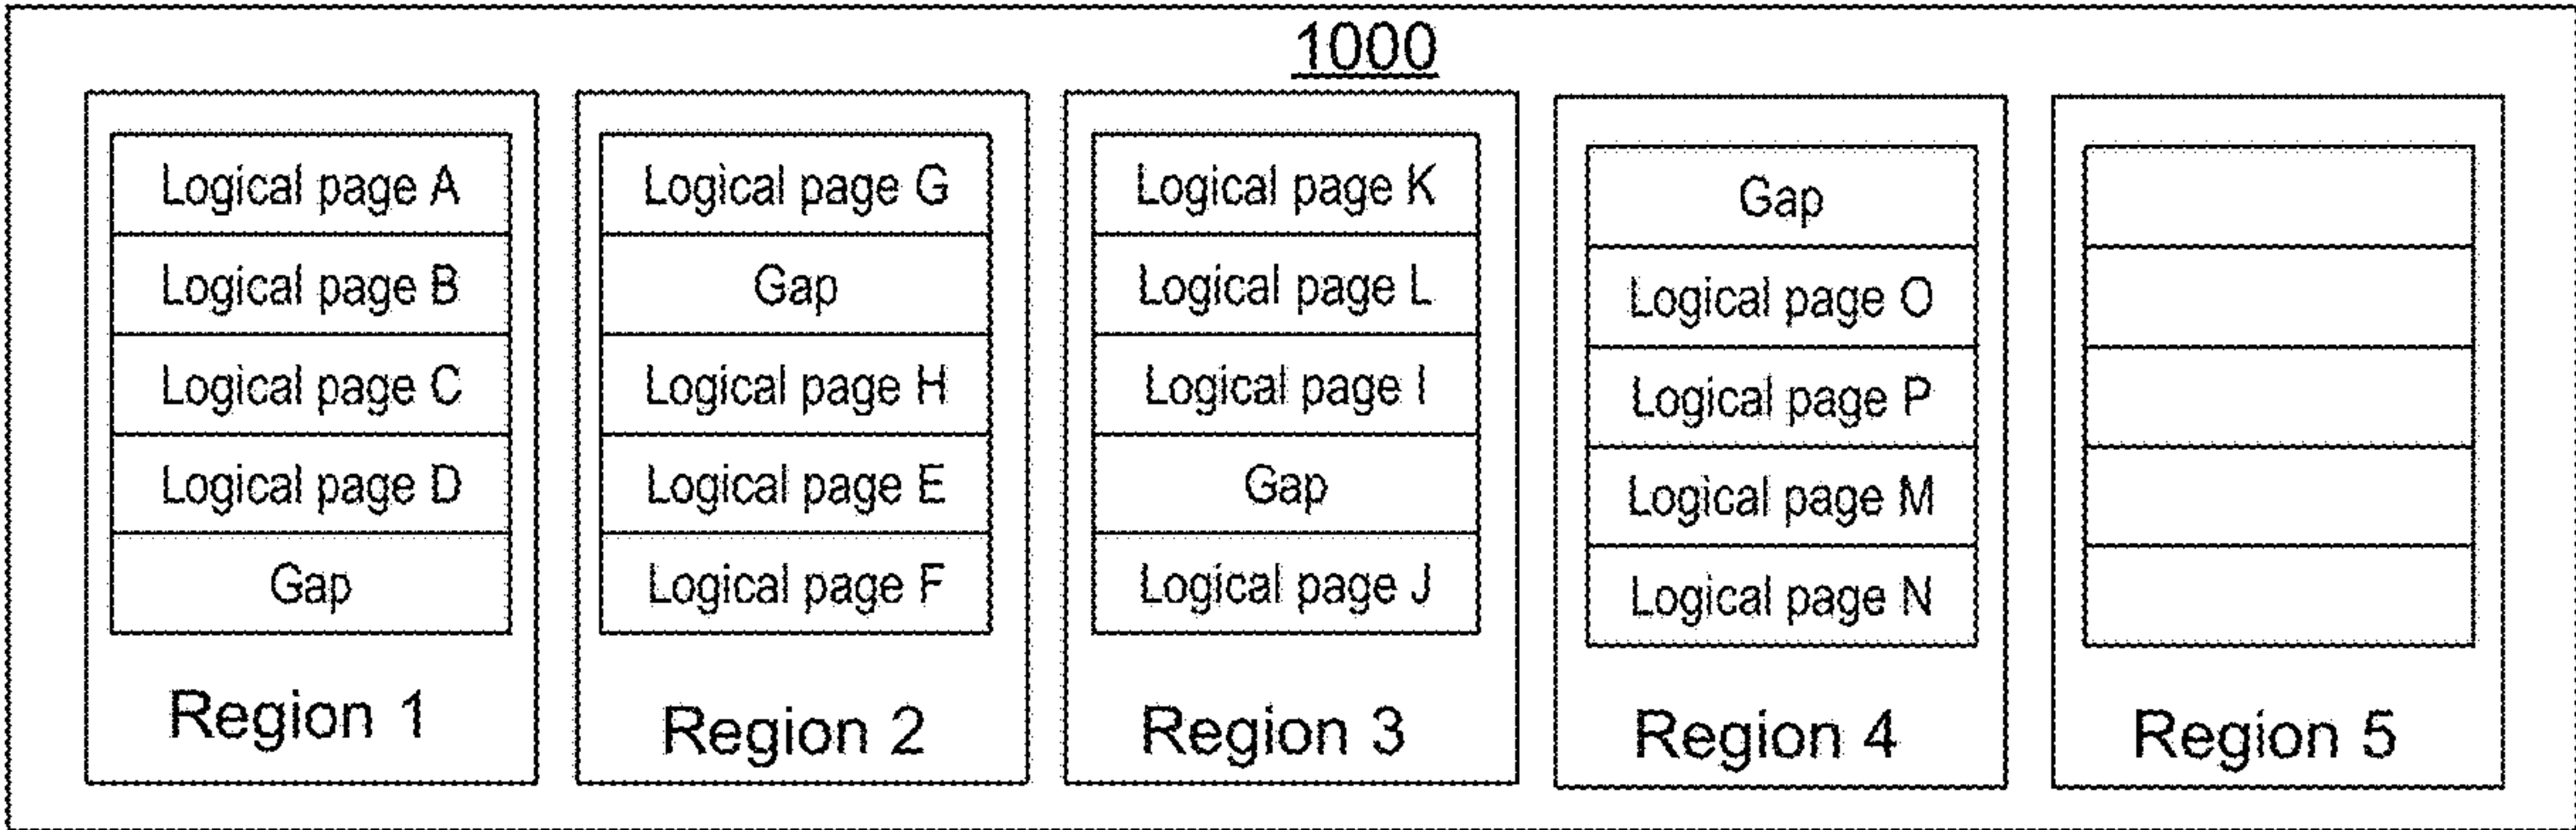 1000
Logical page A
Logical page B
Logical page C
Logical page D
Gap
Region 1
Logical page G
Gap
Logical page H
Logical page E
Logical page F
Region 2
Logical page K
Logical page L
Logical page I
Gap
Logical page J
Region 3
Gap
Logical page O
Logical page P
Logical page M
Logical page N
Region 4
Region 5